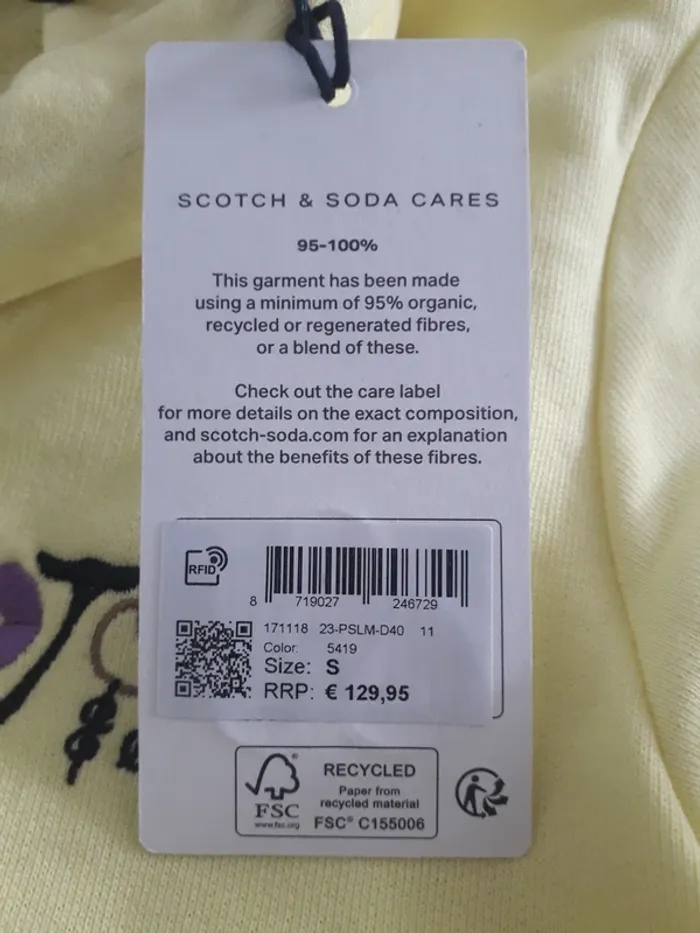 SCOTCH & SODA CARES
95-100%
This garment has been made
using a minimum of 95% organic,
recycled or regenerated fibres,
or a blend of these.
Check out the care label
for more details on the exact composition,
and scotch-soda.com for an explanation
about the benefits of these fibres.
RFID
8 719027 246729
171118 23-PSLM-D40 11
Color: 5419
Size: S
RRP: € 129,95
FSC
www.fsc.org
RECYCLED
Paper from
recycled material
FSC® C155006